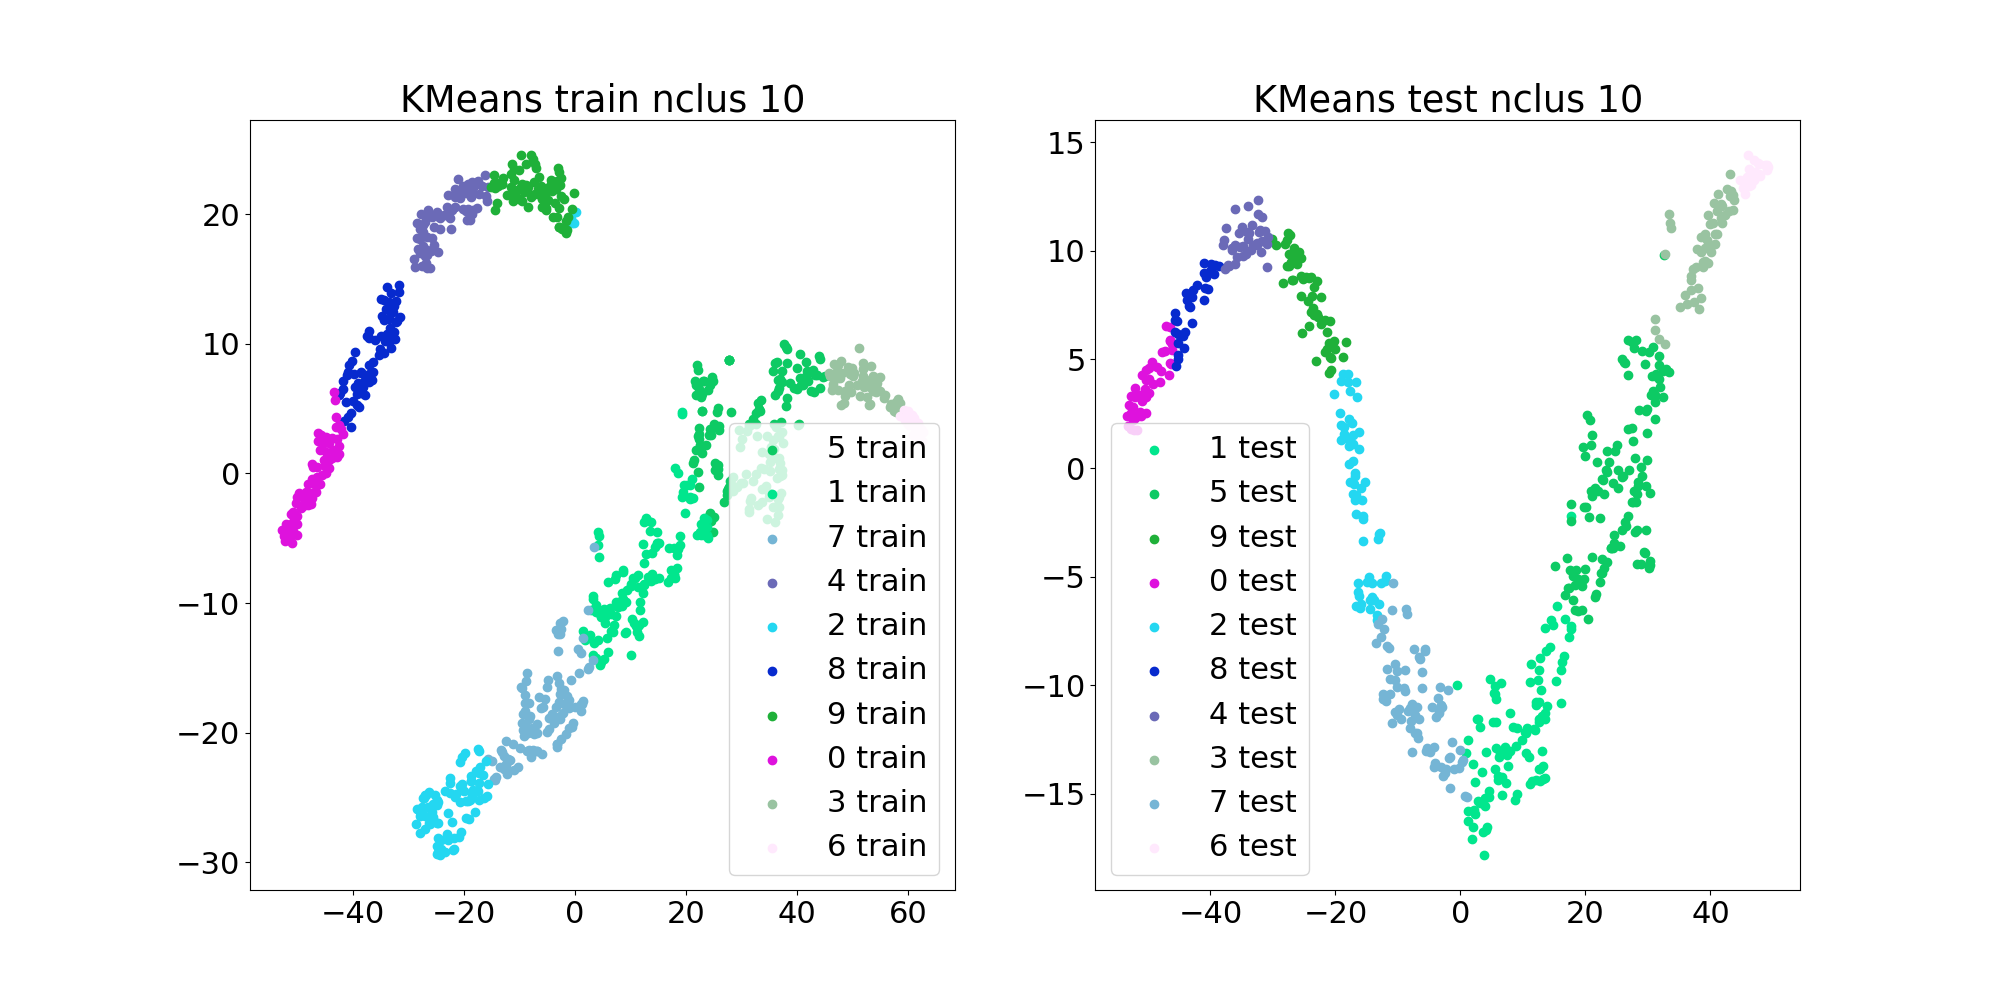 KMeans train nclus 10
20
10
0
−10
−20
−30
−40
−20
0
20
40
60
5 train
1 train
7 train
4 train
2 train
8 train
9 train
0 train
3 train
6 train
KMeans test nclus 10
15
10
5
0
−5
−10
−15
−40
−20
0
20
40
1 test
5 test
9 test
0 test
2 test
8 test
4 test
3 test
7 test
6 test